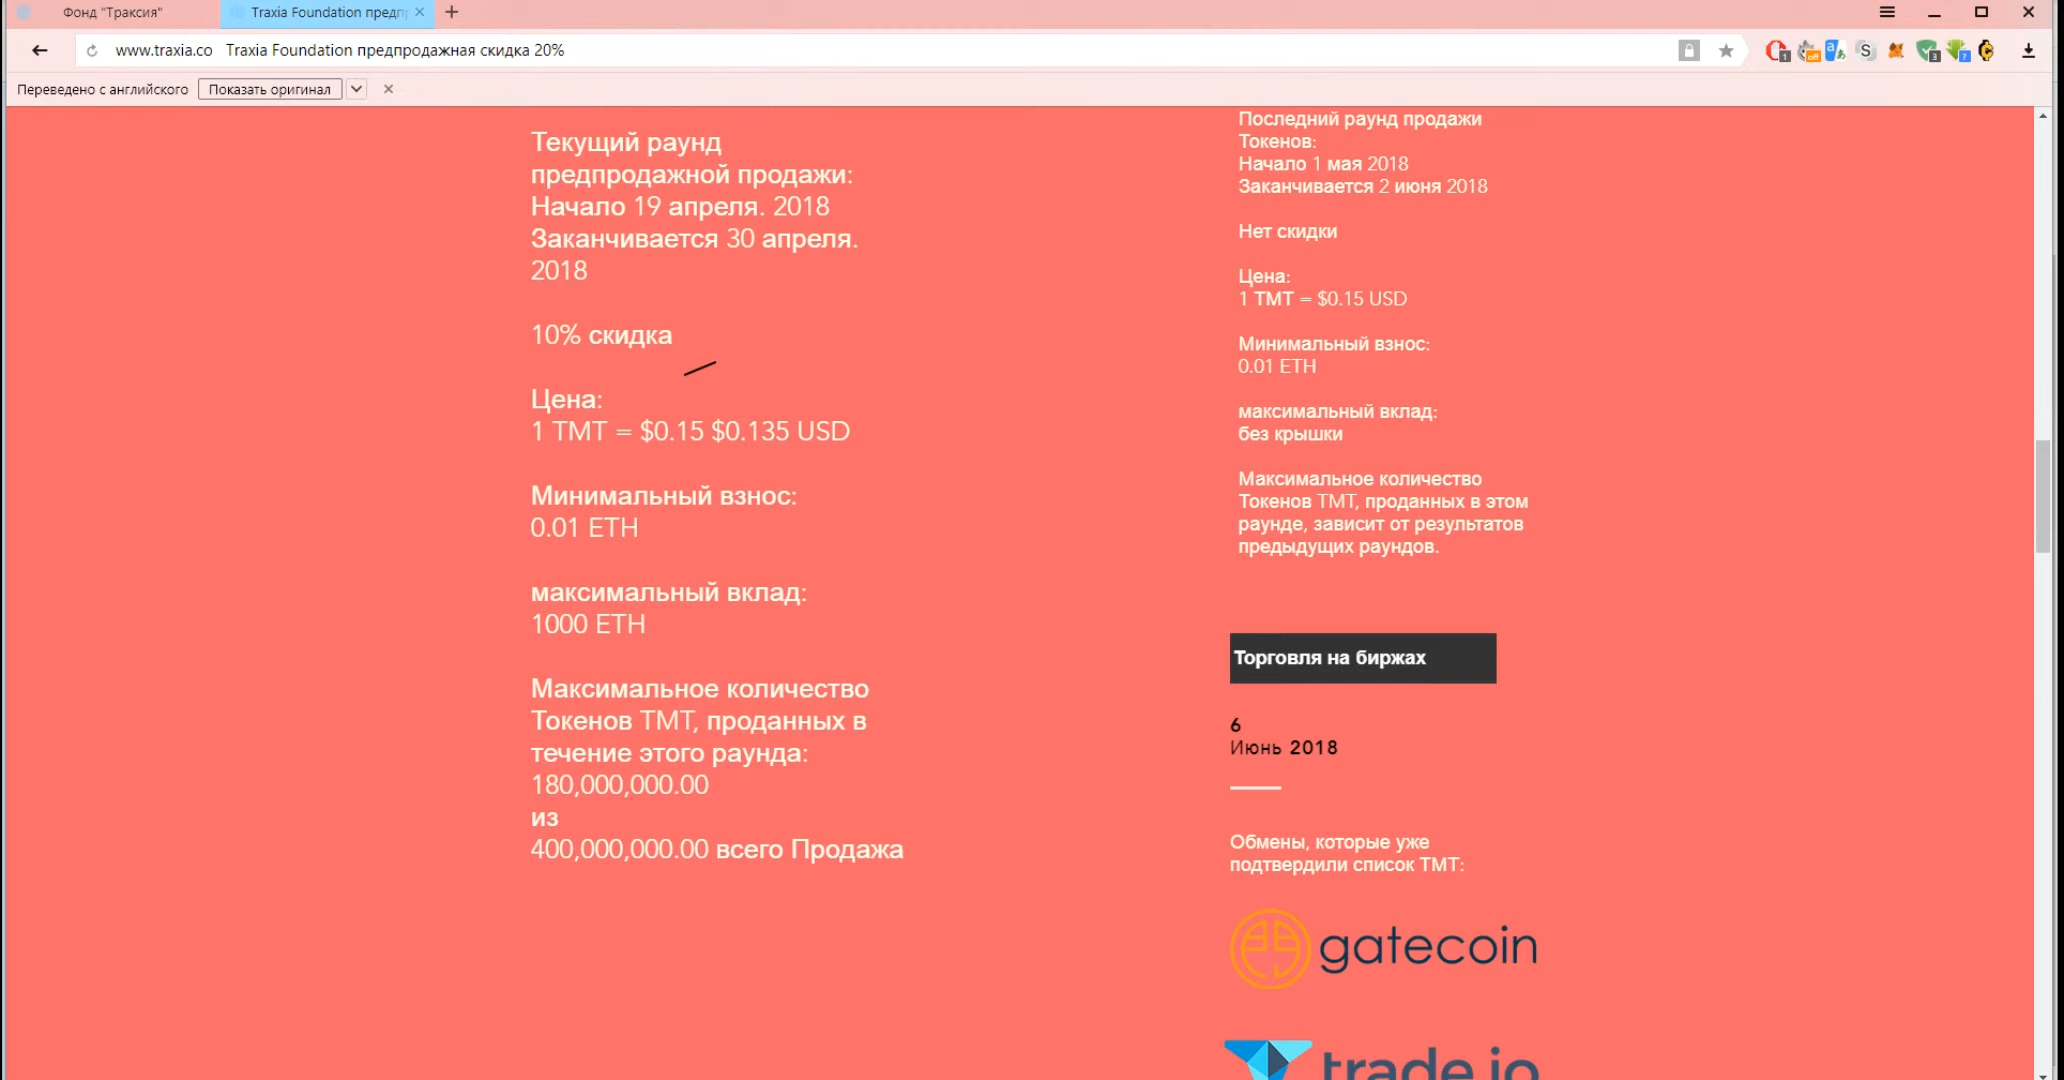 Фонд "Траксия"
Traxia Foundation предпр
www.traxia.co Traxia Foundation предпродажная скидка 20%
Переведено с английского Показать оригинал
Текущий раунд
предпродажной продажи:
Начало 19 апреля. 2018
Заканчивается 30 апреля.
2018
10% скидка
Цена:
1 TMT = $0.15 $0.135 USD
Минимальный взнос:
0.01 ETH
максимальный вклад:
1000 ETH
Максимальное количество
Токенов TMT, проданных в
течение этого раунда:
180,000,000.00
из
400,000,000.00 всего Продажа
Последний раунд продажи
Токенов:
Начало 1 мая 2018
Заканчивается 2 июня 2018
Нет скидки
Цена:
1 TMT = $0.15 USD
Минимальный взнос:
0.01 ETH
максимальный вклад:
без крышки
Максимальное количество
Токенов TMT, проданных в этом
раунде, зависит от результатов
предыдущих раундов.
Торговля на биржах
6
Июнь 2018
Обмены, которые уже
подтвердили список TMT:
gatecoin
trade.io